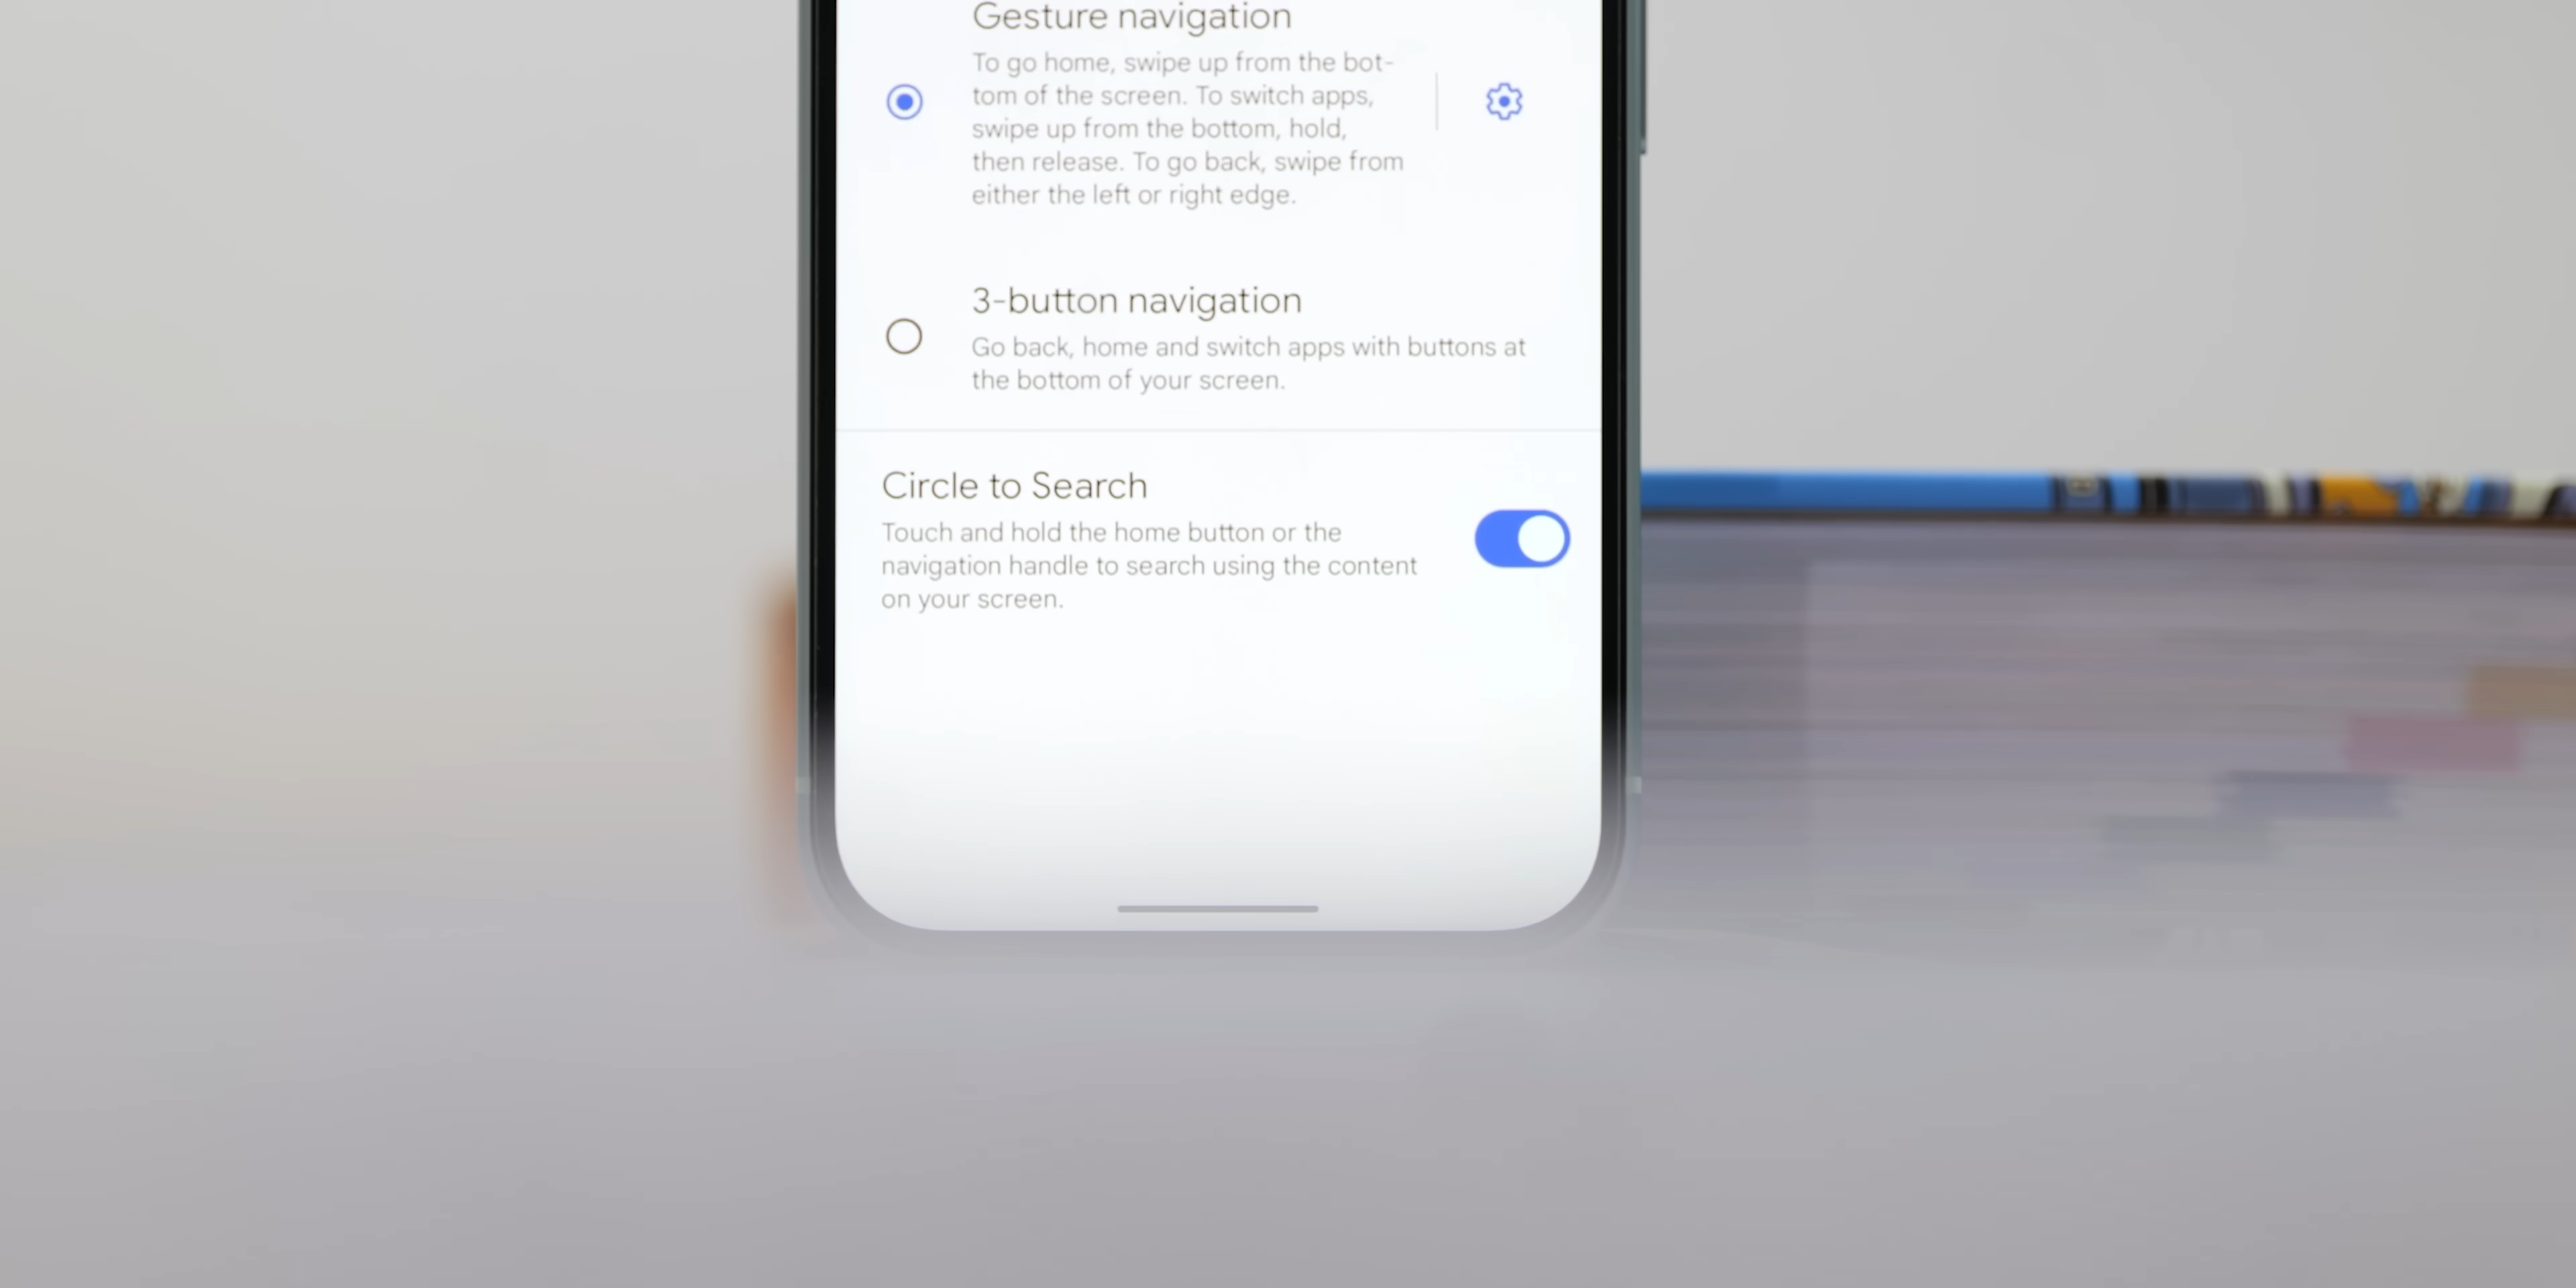 Gesture navigation
To go home, swipe up from the bot-
tom of the screen. To switch apps,
swipe up from the bottom, hold,
then release. To go back, swipe from
either the left or right edge.
3-button navigation
Go back, home and switch apps with buttons at
the bottom of your screen.
Circle to Search
Touch and hold the home button or the
navigation handle to search using the content
on your screen.